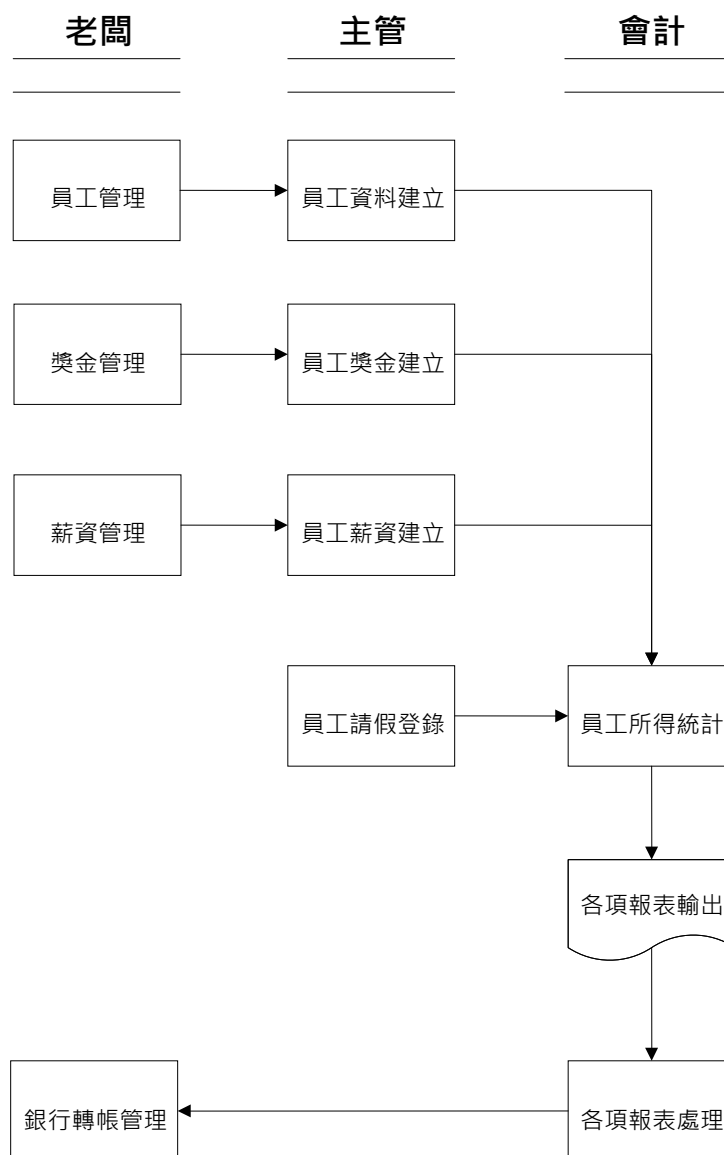 老闆
主管
會計
員工管理
員工資料建立
獎金管理
員工獎金建立
薪資管理
員工薪資建立
員工請假登錄
員工所得統計
各項報表輸出
銀行轉帳管理
各項報表處理